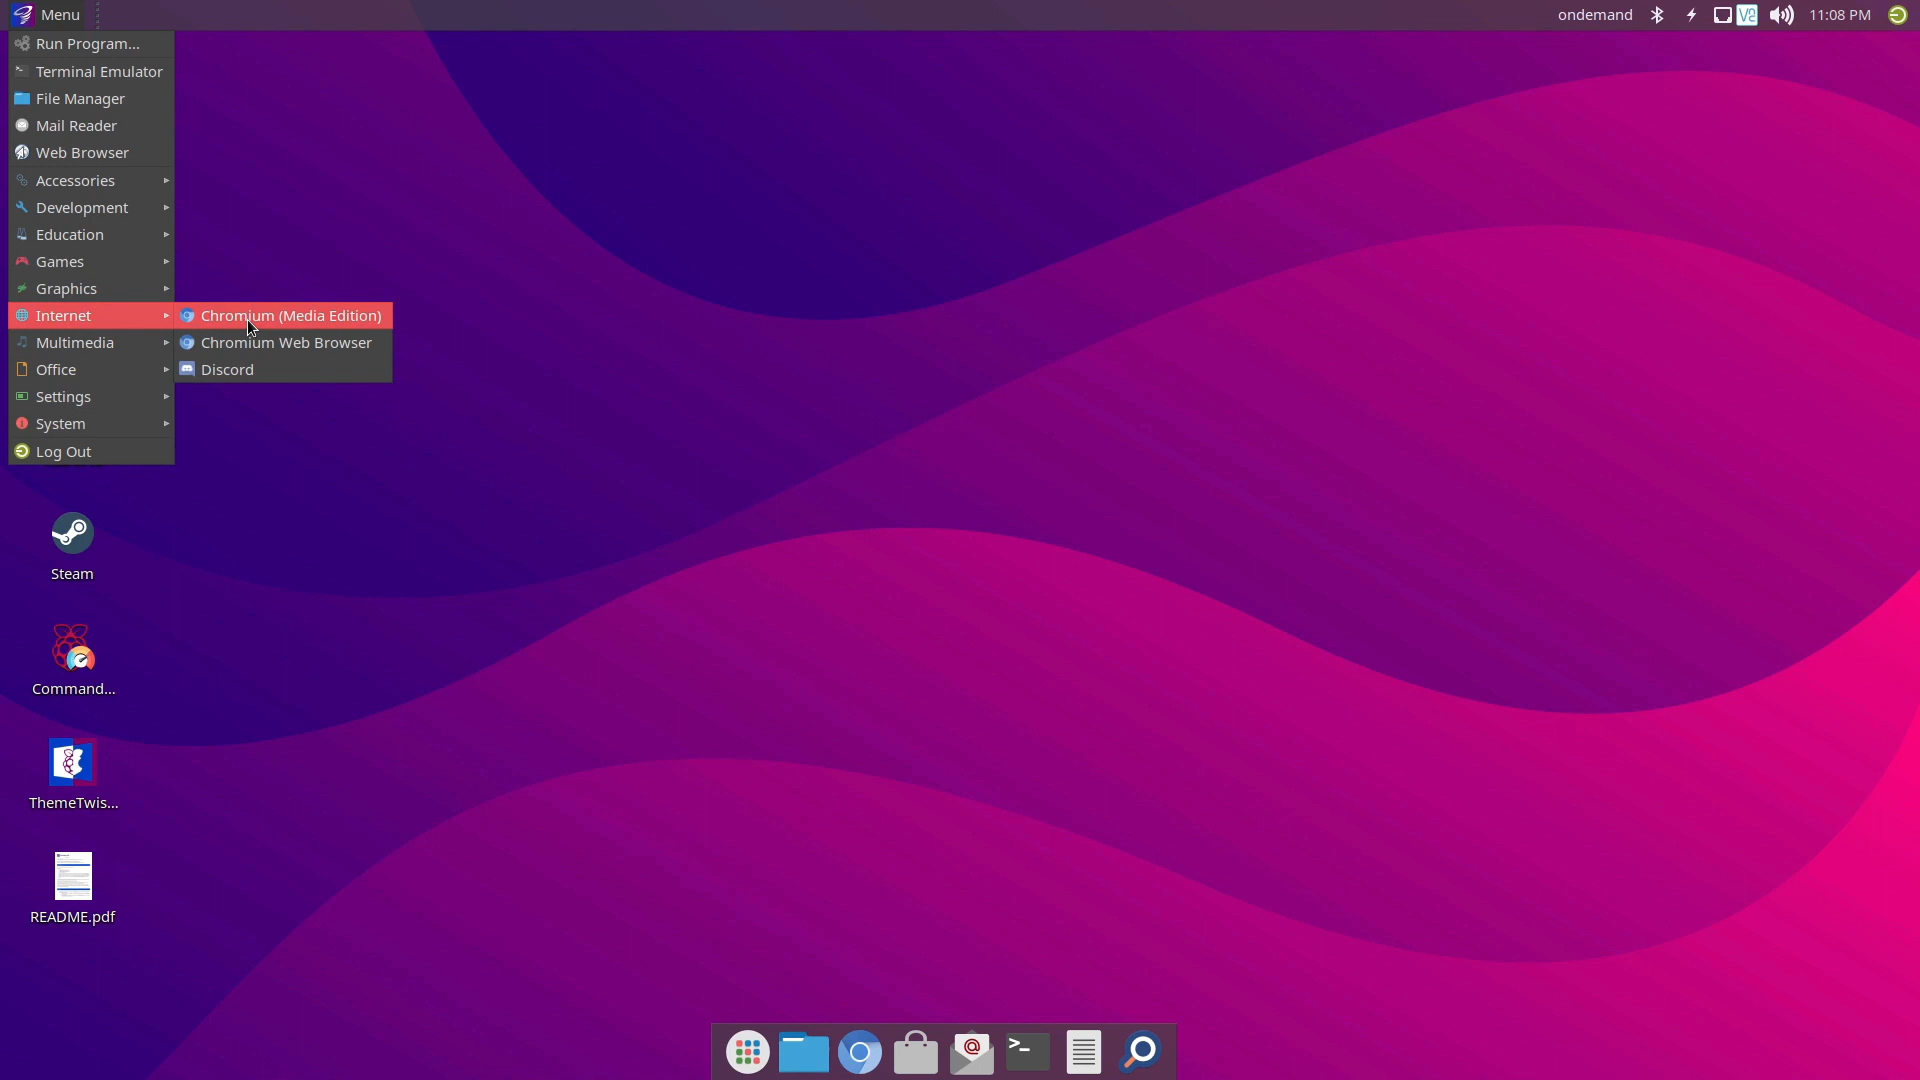 Menu
ondemand
V2
11:08 PM
Run Program...
Terminal Emulator
File Manager
Mail Reader
Web Browser
Accessories
Development
Education
Games
Graphics
Internet
Chromium (Media Edition)
Multimedia
Chromium Web Browser
Office
Discord
Settings
System
Log Out
Steam
Command...
ThemeTwis...
README.pdf